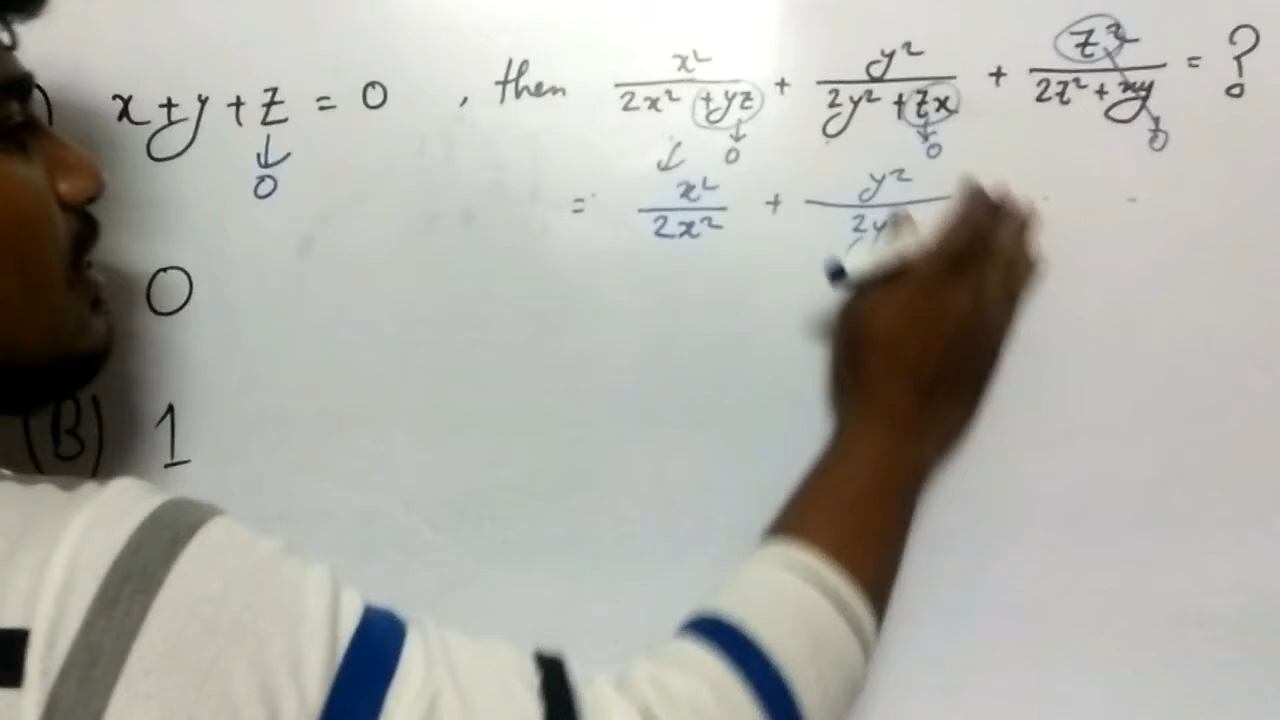 ) x + y + z = 0 , then x² / (2x² + yz) + y² / (2y² + zx) + z² / (2z² + xy) = ?
↓ 0 ↓ ↓ 0 ↓ 0 0
= x² / 2x² + y² / 2y²
0
(B) 1